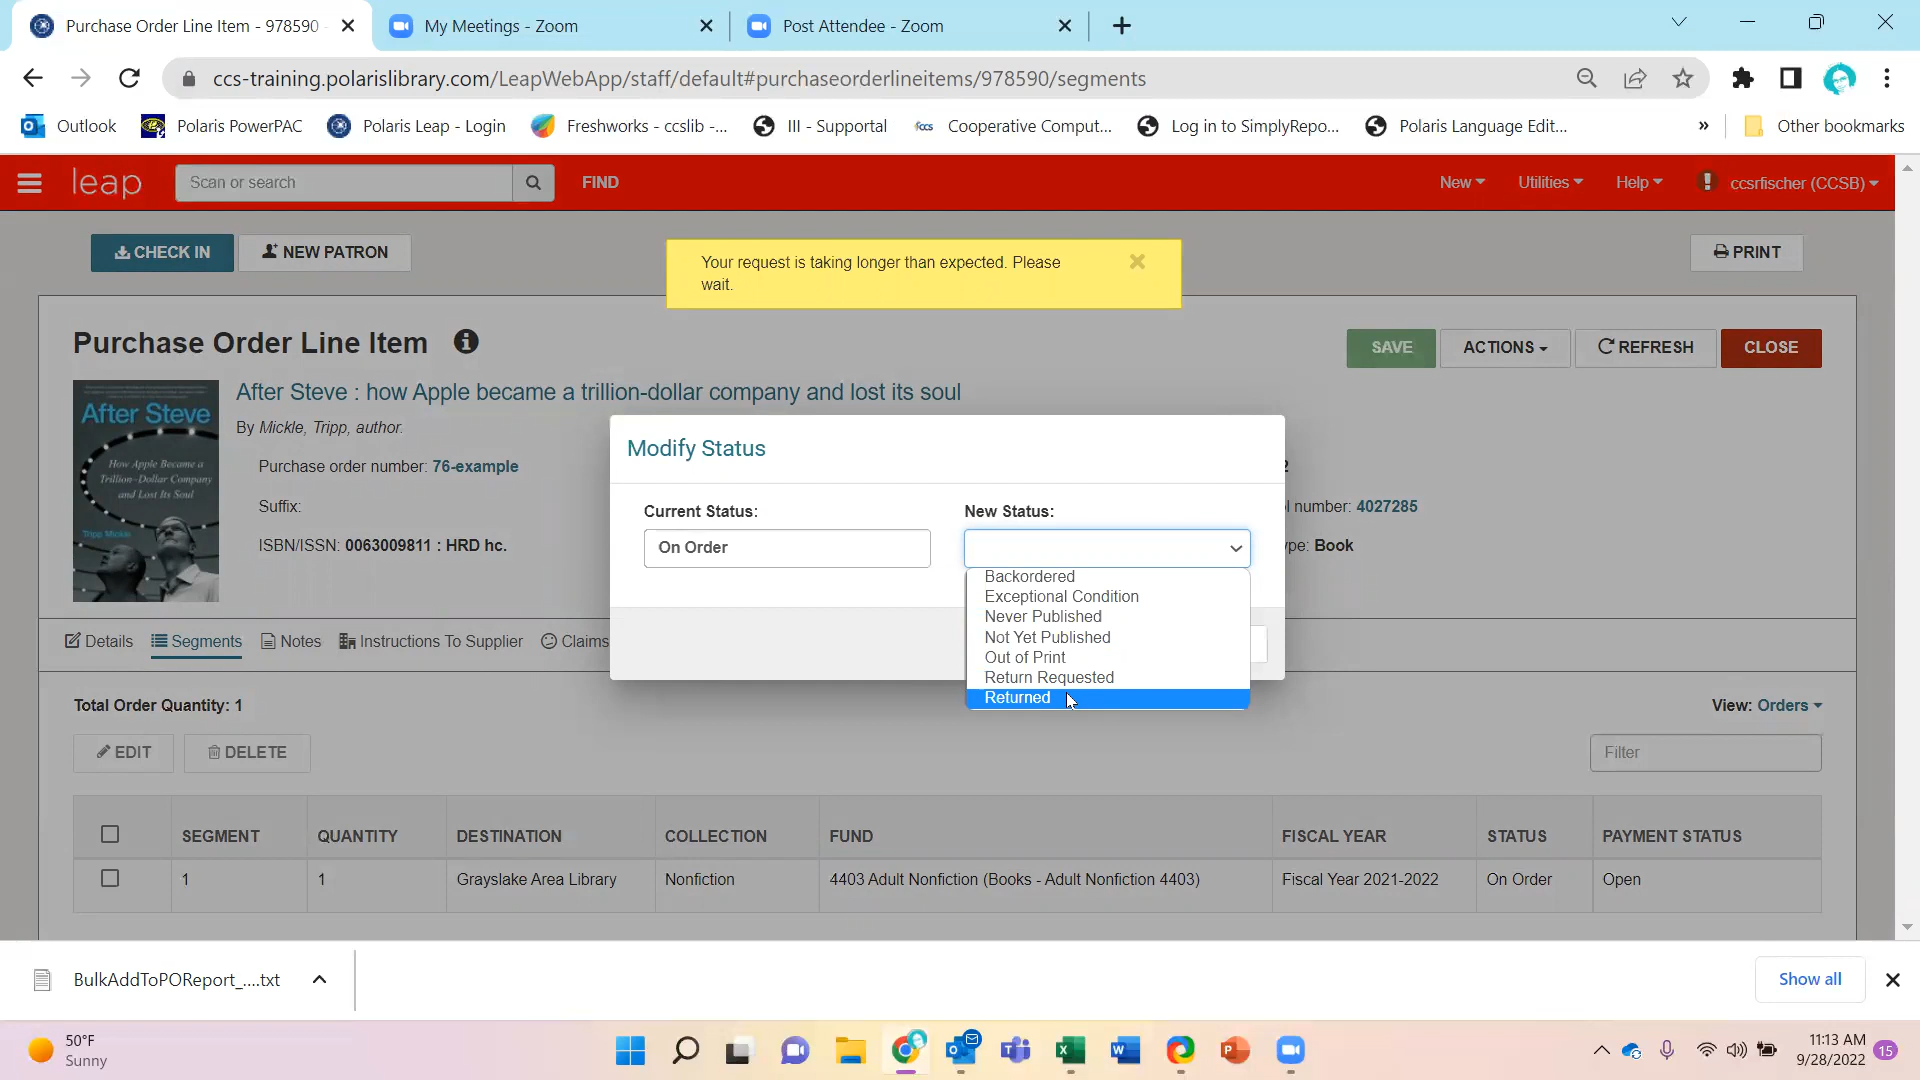 Purchase Order Line Item - 978590 -
My Meetings - Zoom
Post Attendee - Zoom
ccs-training.polarislibrary.com/LeapWebApp/staff/default#purchaseorderlineitems/978590/segments
Outlook
Polaris PowerPAC
Polaris Leap - Login
Freshworks - ccslib -...
III - Supportal
ccs
Cooperative Comput...
Log in to SimplyRepo...
Polaris Language Edit...
»
Other bookmarks
leap
Scan or search
FIND
New
Utilities
Help
ccsrfischer (CCSB)
CHECK IN
NEW PATRON
Your request is taking longer than expected. Please
wait.
PRINT
Purchase Order Line Item
SAVE
ACTIONS
REFRESH
CLOSE
After Steve
How Apple Became a
Trillion-Dollar Company
and Lost Its Soul
Tripp Mickle
After Steve : how Apple became a trillion-dollar company and lost its soul
By Mickle, Tripp, author.
Purchase order number: 76-example
Suffix:
ISBN/ISSN: 0063009811 : HRD hc.
2
l number: 4027285
pe: Book
Modify Status
Current Status:
On Order
New Status:
Backordered
Exceptional Condition
Never Published
Not Yet Published
Out of Print
Return Requested
Returned
Details
Segments
Notes
Instructions To Supplier
Claims
Total Order Quantity: 1
View: Orders
EDIT
DELETE
Filter
SEGMENT QUANTITY DESTINATION COLLECTION FUND FISCAL YEAR STATUS PAYMENT STATUS
1 1 Grayslake Area Library Nonfiction 4403 Adult Nonfiction (Books - Adult Nonfiction 4403) Fiscal Year 2021-2022 On Order Open
BulkAddToPOReport_....txt
Show all
50°F
Sunny
11:13 AM
9/28/2022
15